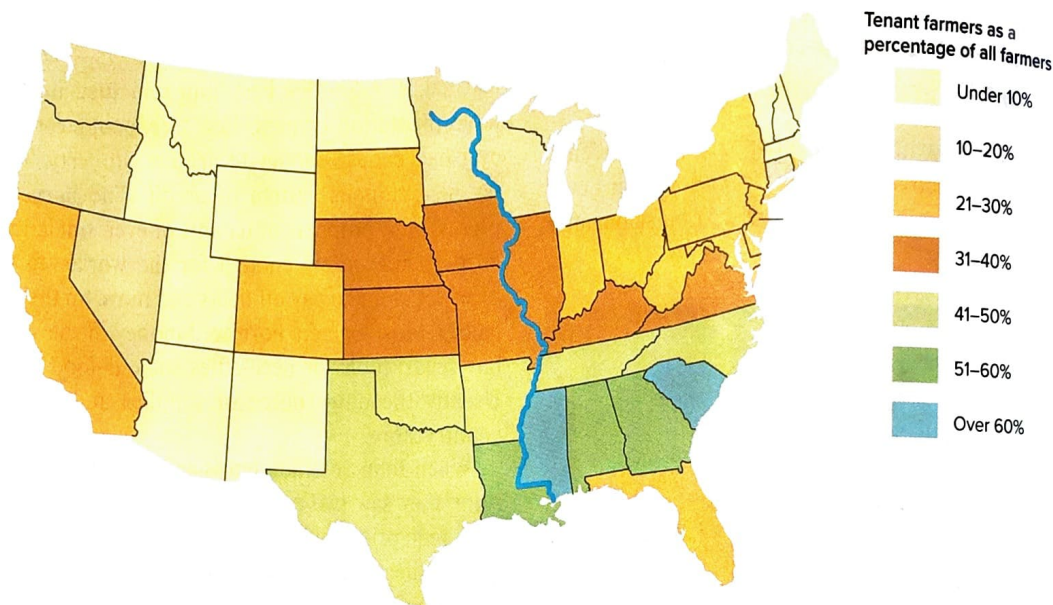 Tenant farmers as a
percentage of all farmers
Under 10%
10–20%
21–30%
31–40%
41–50%
51–60%
Over 60%